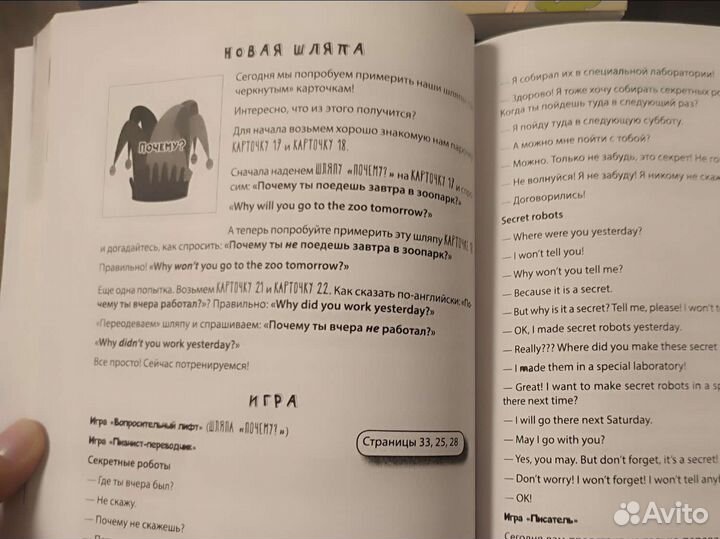 НОВАЯ ШЛЯПА
Сегодня мы попробуем примерить наши шляпы
черкнутым» карточкам!
Интересно, что из этого получится?
ПОЧЕМУ?
Для начала возьмем хорошо знакомую нам
КАРТОЧКУ 17 и КАРТОЧКУ 18.
Сначала наденем ШЛЯПУ «ПОЧЕМУ?» на КАРТОЧКУ 17 и
сим: «Почему ты поедешь завтра в зоопарк?»
«Why will you go to the zoo tomorrow?»
А теперь попробуйте примерить эту шляпу КАРТОЧКЕ
и догадайтесь, как спросить: «Почему ты не поедешь завтра в зоопарк?»
Правильно! «Why won't you go to the zoo tomorrow?»
Еще одна попытка. Возьмем КАРТОЧКУ 21 и КАРТОЧКУ 22. Как сказать по-английски: «По-
чему ты вчера работал?»? Правильно: «Why did you work yesterday?»
«Переодеваем» шляпу и спрашиваем: «Почему ты вчера не работал?»
«Why didn't you work yesterday?»
Все просто! Сейчас потренируемся!
ИГРА
Игра «Вопросительный лифт» (ШЛЯПА «ПОЧЕМУ?»)
Игра «Пианист-переводчик»
Страницы 33, 25, 28
Секретные роботы
— Где ты вчера был?
— Не скажу.
— Почему не скажешь?
— Я собирал их в специальной лаборатории!
— Здорово! Я тоже хочу собирать секретных
Когда ты пойдешь туда в следующий раз?
— Я пойду туда в следующую субботу.
— А можно мне пойти с тобой?
— Можно. Только не забудь, это секрет! Не
— Не волнуйся! Я не забуду! Я никому не
— Договорились!
Secret robots
— Where were you yesterday?
— I won't tell you!
— Why won't you tell me?
— Because it is a secret.
— But why is it a secret? Tell me, please! I won't
— OK, I made secret robots yesterday.
— Really??? Where did you make these secret
— I made them in a special laboratory!
— Great! I want to make secret robots in a
there next time?
— I will go there next Saturday.
— May I go with you?
— Yes, you may. But don't forget, it's a secret!
— Don't worry! I won't forget! I won't tell
— OK!
Игра «Писатель»
Avito